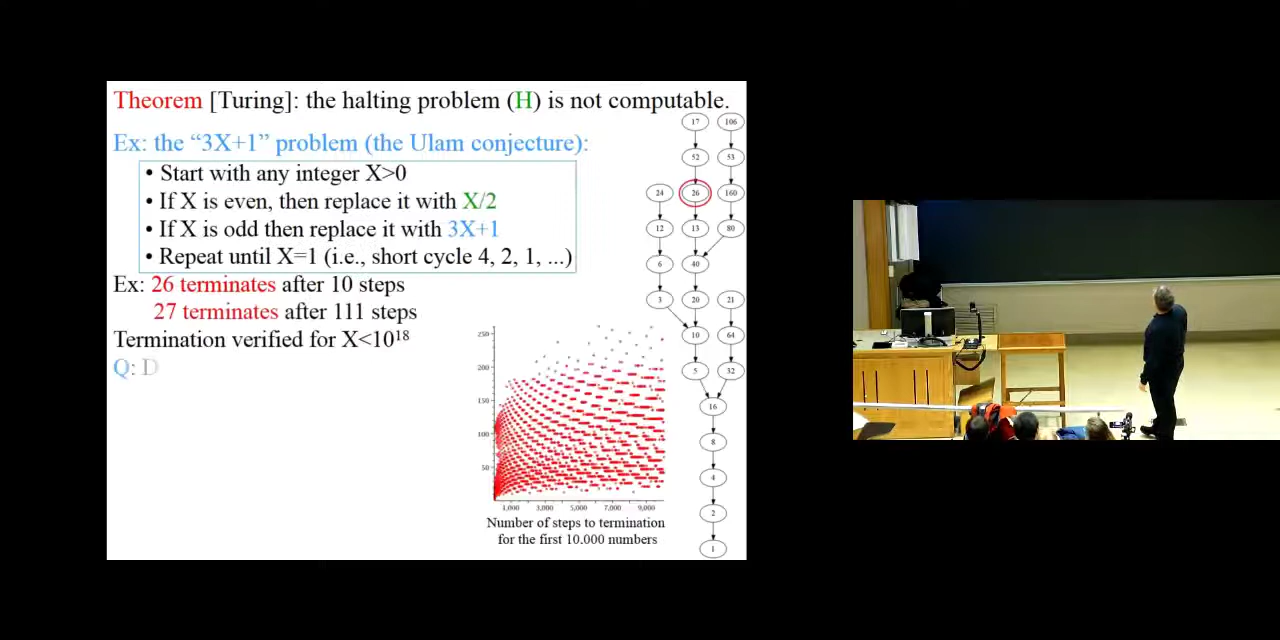 Theorem [Turing]: the halting problem (H) is not computable.
Ex: the “3X+1” problem (the Ulam conjecture):
• Start with any integer X>0
• If X is even, then replace it with X/2
• If X is odd then replace it with 3X+1
• Repeat until X=1 (i.e., short cycle 4, 2, 1, ...)
Ex: 26 terminates after 10 steps
27 terminates after 111 steps
Termination verified for X<10¹⁸
Q: D
250
200
150
100
50
1,000 3,000 5,000 7,000 9,000
Number of steps to termination
for the first 10.000 numbers
17 106
52 53
24 26 160
12 13 80
6 40
3 20 21
10 64
5 32
16
8
4
2
1